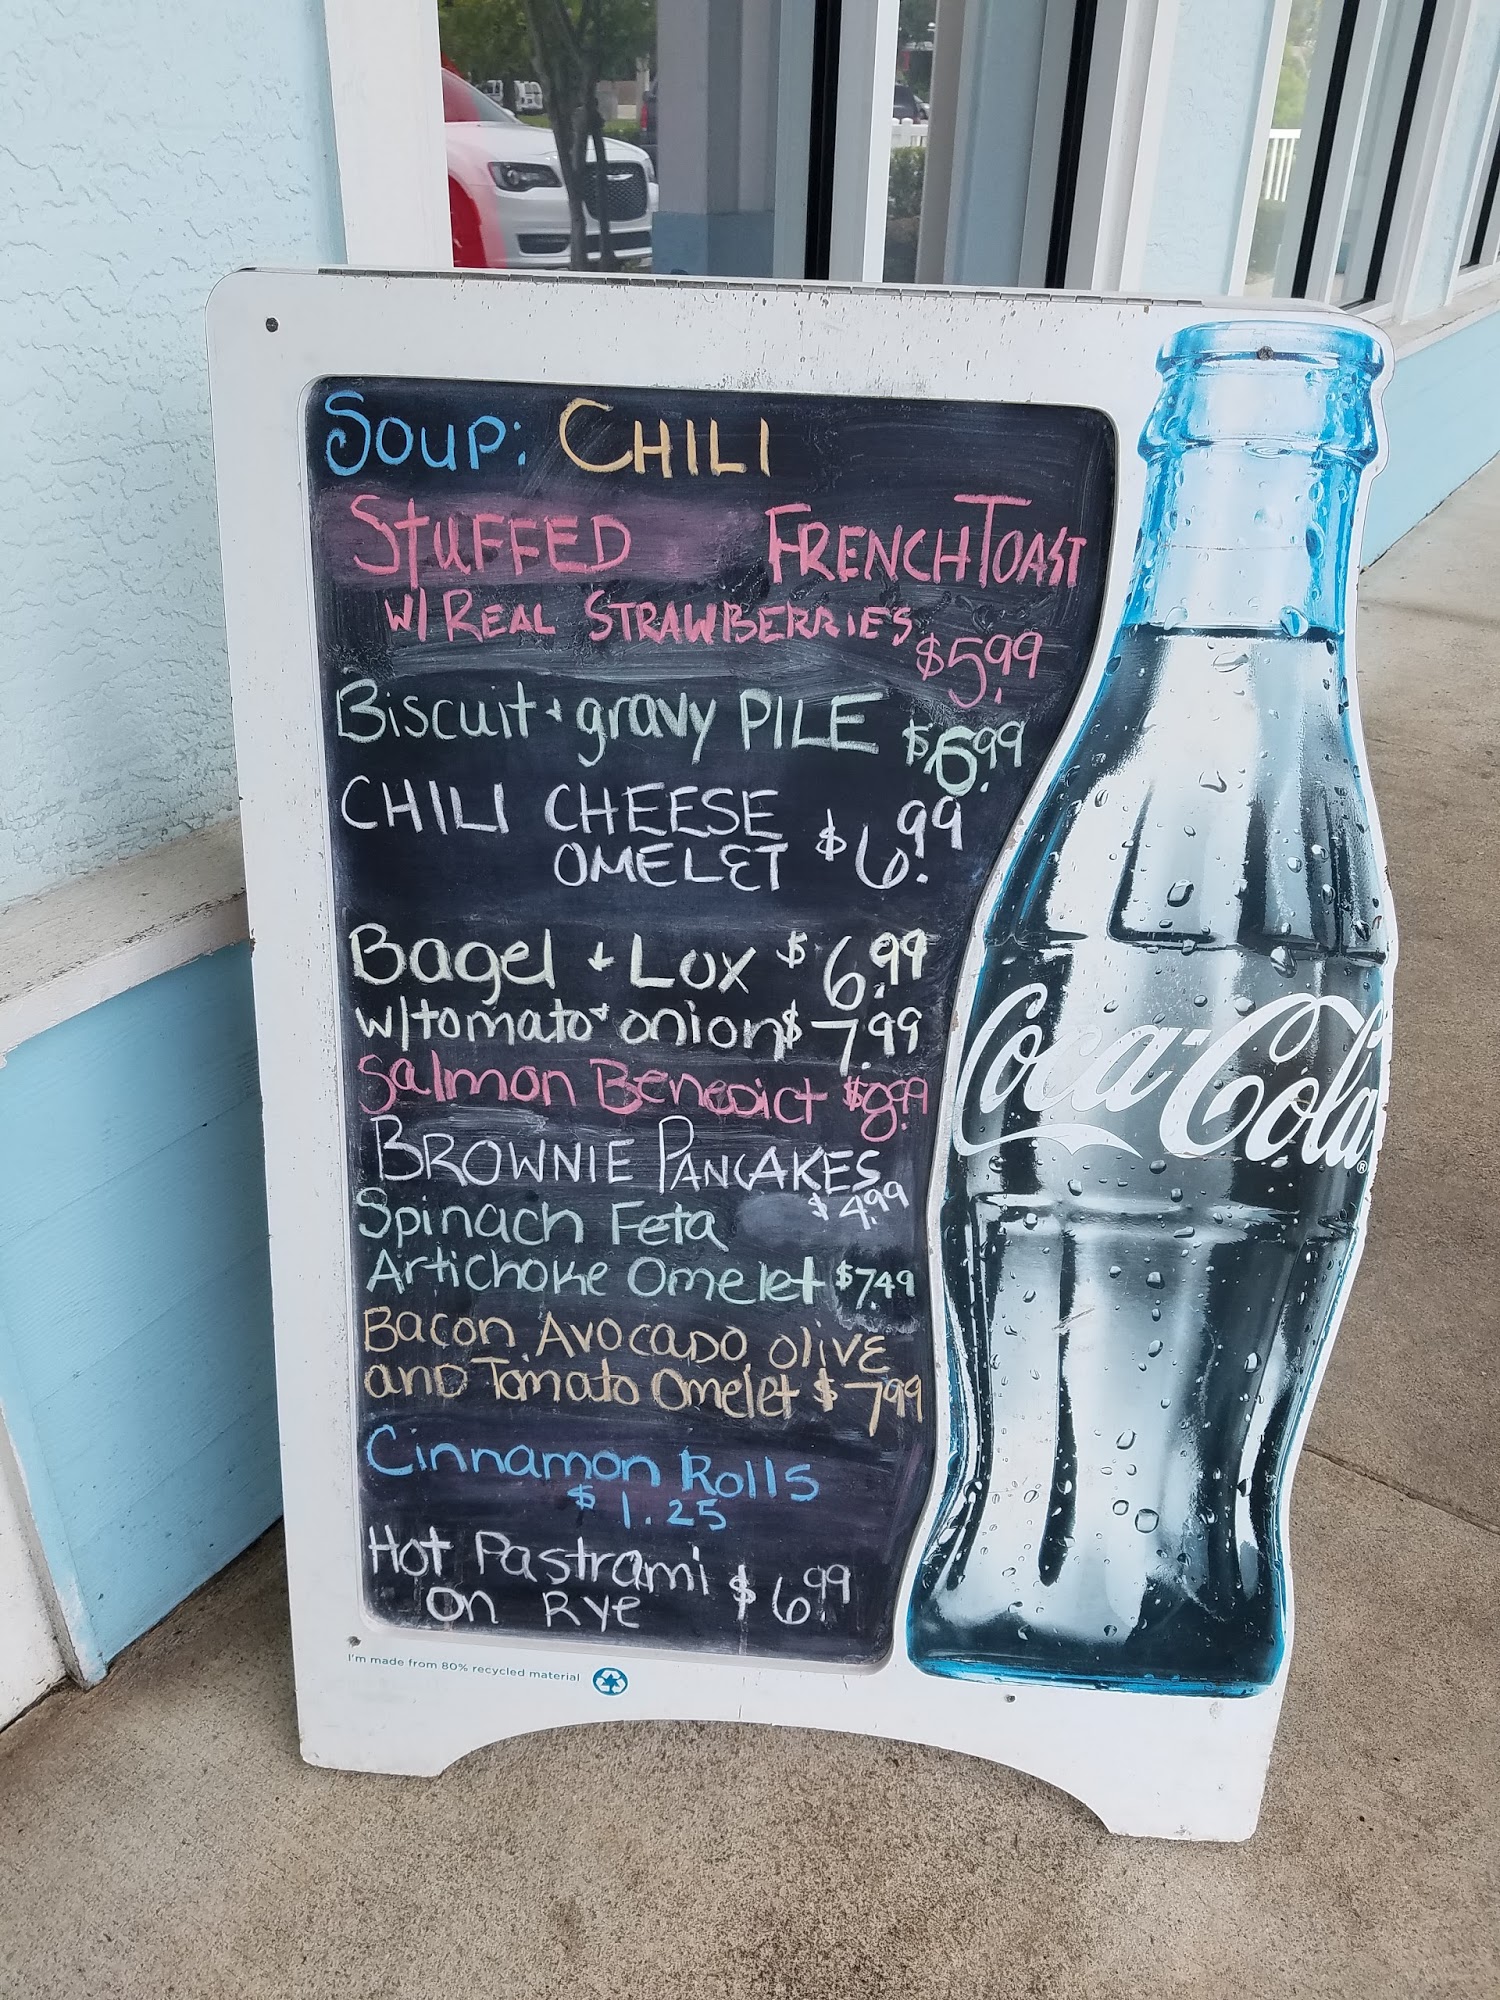 SOUP: CHILI
STUFFED FRENCH TOAST
W/ REAL STRAWBERRIES $5.99
Biscuit + gravy PILE $6.99
CHILI CHEESE
OMELET $6.99
Bagel + Lox $6.99
w/tomato + onion $7.99
Salmon Benedict $8.99
BROWNIE PANCAKES
$4.99
Spinach Feta
Artichoke Omelet $7.49
Bacon, Avocado, olive
and Tomato Omelet $7.99
Cinnamon Rolls
$1.25
Hot Pastrami
on Rye $6.99
Coca-Cola®
I'm made from 80% recycled material